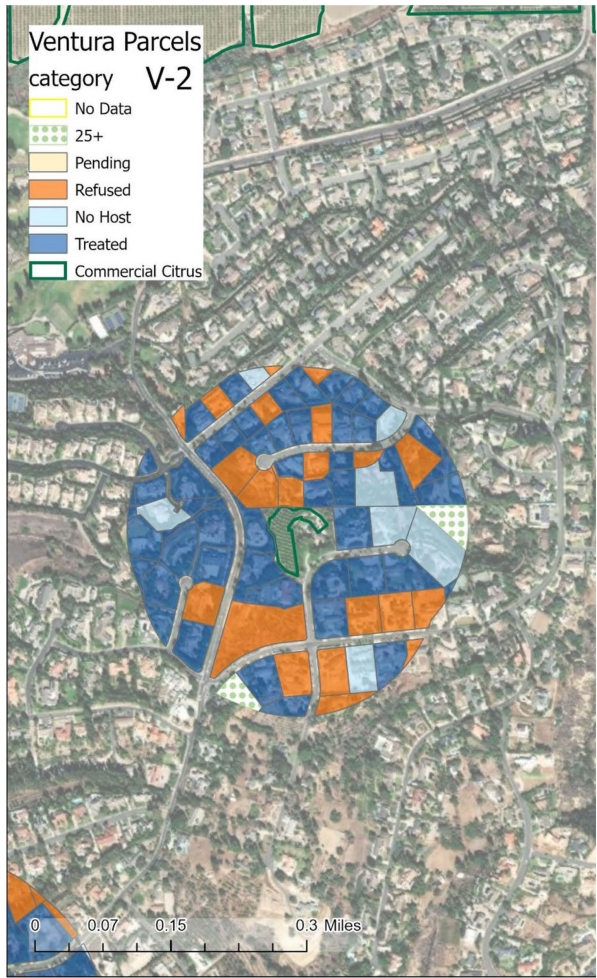 Ventura Parcels
category V-2
No Data
25+
Pending
Refused
No Host
Treated
Commercial Citrus
0 0.07 0.15 0.3 Miles